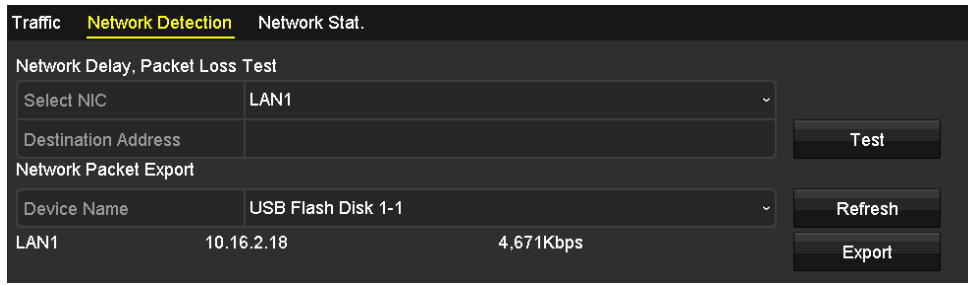 Traffic Network Detection Network Stat.
Network Delay, Packet Loss Test
Select NIC LAN1
Destination Address Test
Network Packet Export
Device Name USB Flash Disk 1-1 Refresh
LAN1 10.16.2.18 4,671Kbps Export